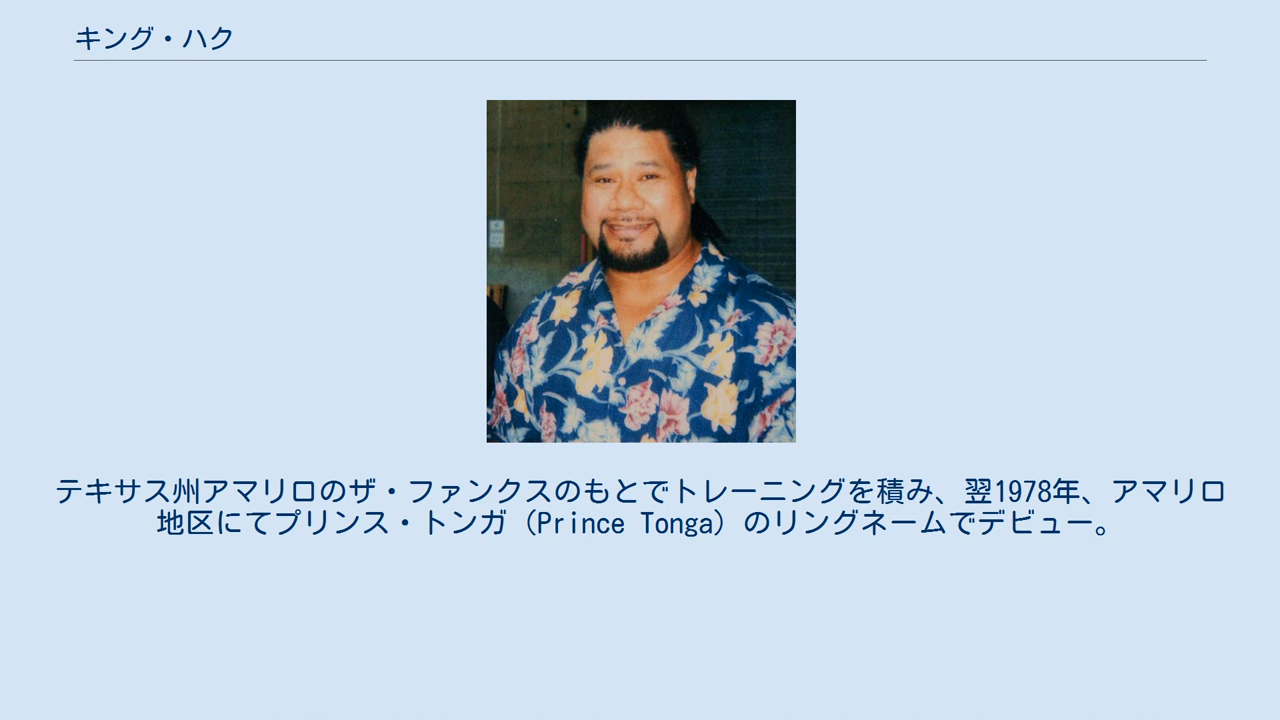 キング・ハク
テキサス州アマリロのザ・ファンクスのもとでトレーニングを積み、翌1978年、アマリロ
地区にてプリンス・トンガ（Prince Tonga）のリングネームでデビュー。